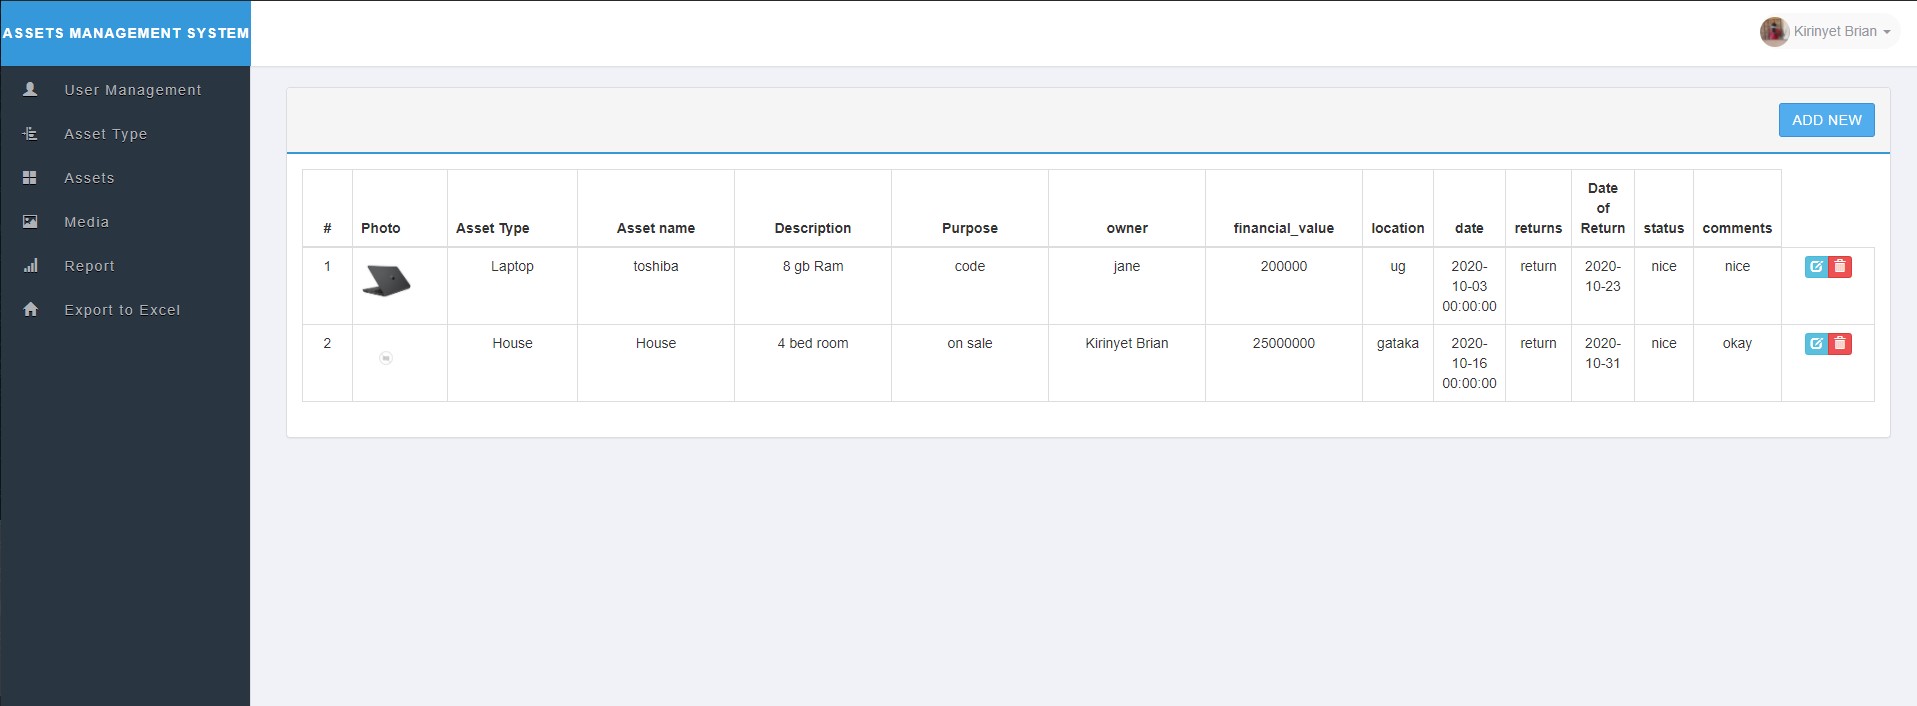 ASSETS MANAGEMENT SYSTEM
Kirinyet Brian
User Management
Asset Type
Assets
Media
Report
Export to Excel
ADD NEW
# Photo Asset Type Asset name Description Purpose owner financial_value location date returns Date of Return status comments
1 Laptop toshiba 8 gb Ram code jane 200000 ug 2020-10-03 00:00:00 return 2020-10-23 nice nice
2 House House 4 bed room on sale Kirinyet Brian 25000000 gataka 2020-10-16 00:00:00 return 2020-10-31 nice okay